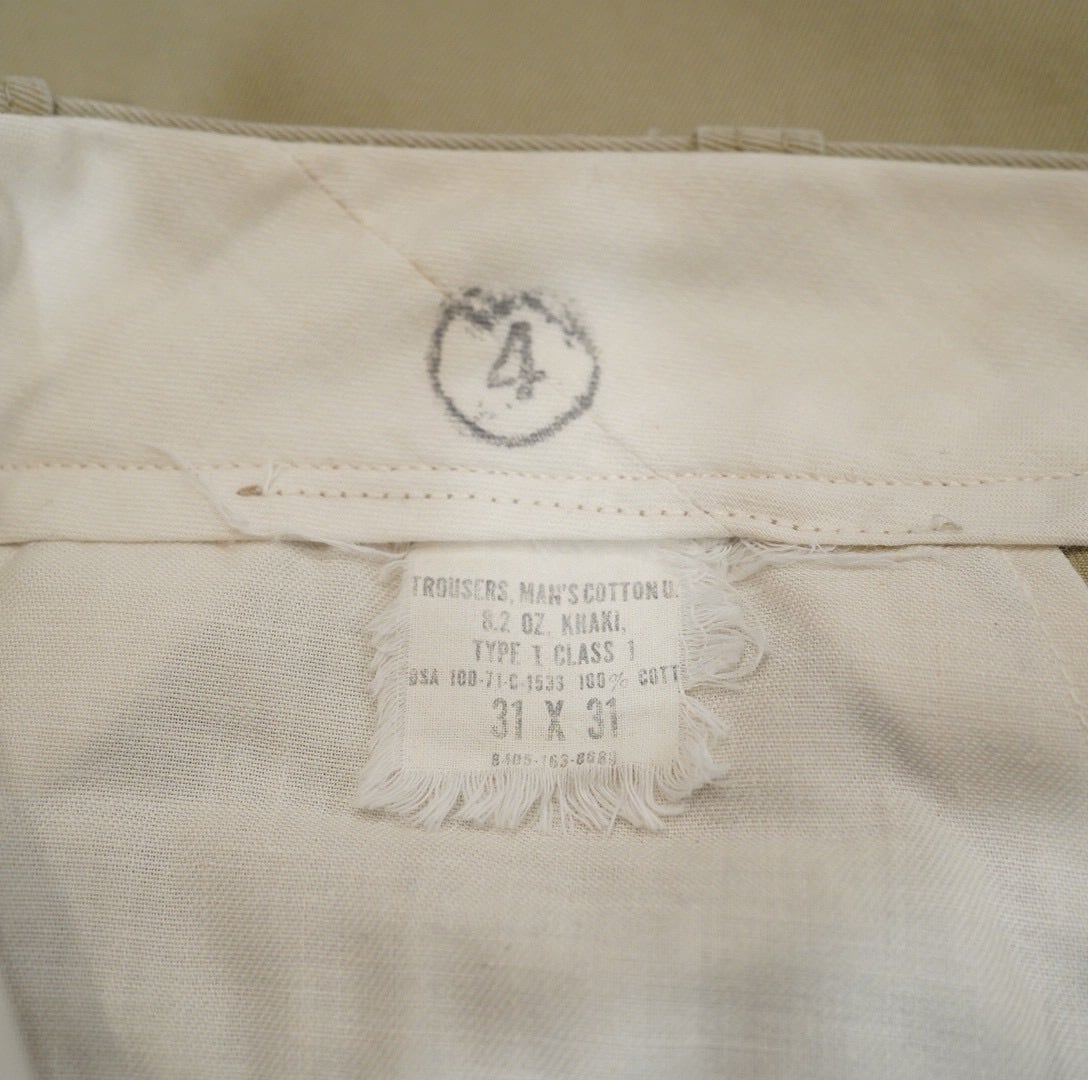 4
TROUSERS, MAN'S COTTON U.
8.2 OZ. KHAKI,
TYPE 1 CLASS 1
DSA 100-71-C-1533 100% COTT
31 X 31
8405-163-868